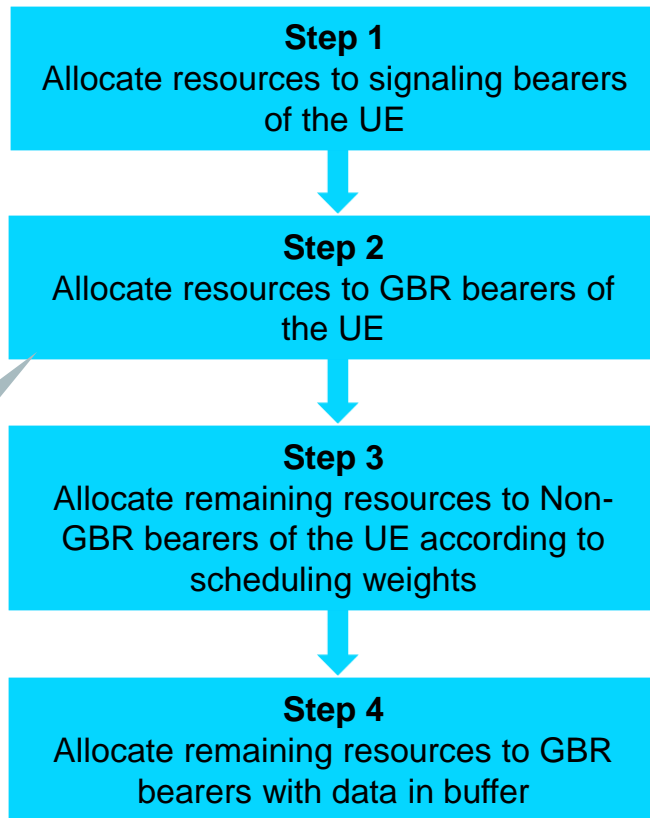 Step 1
Allocate resources to signaling bearers
of the UE
Step 2
Allocate resources to GBR bearers of
the UE
Step 3
Allocate remaining resources to Non-
GBR bearers of the UE according to
scheduling weights
Step 4
Allocate remaining resources to GBR
bearers with data in buffer